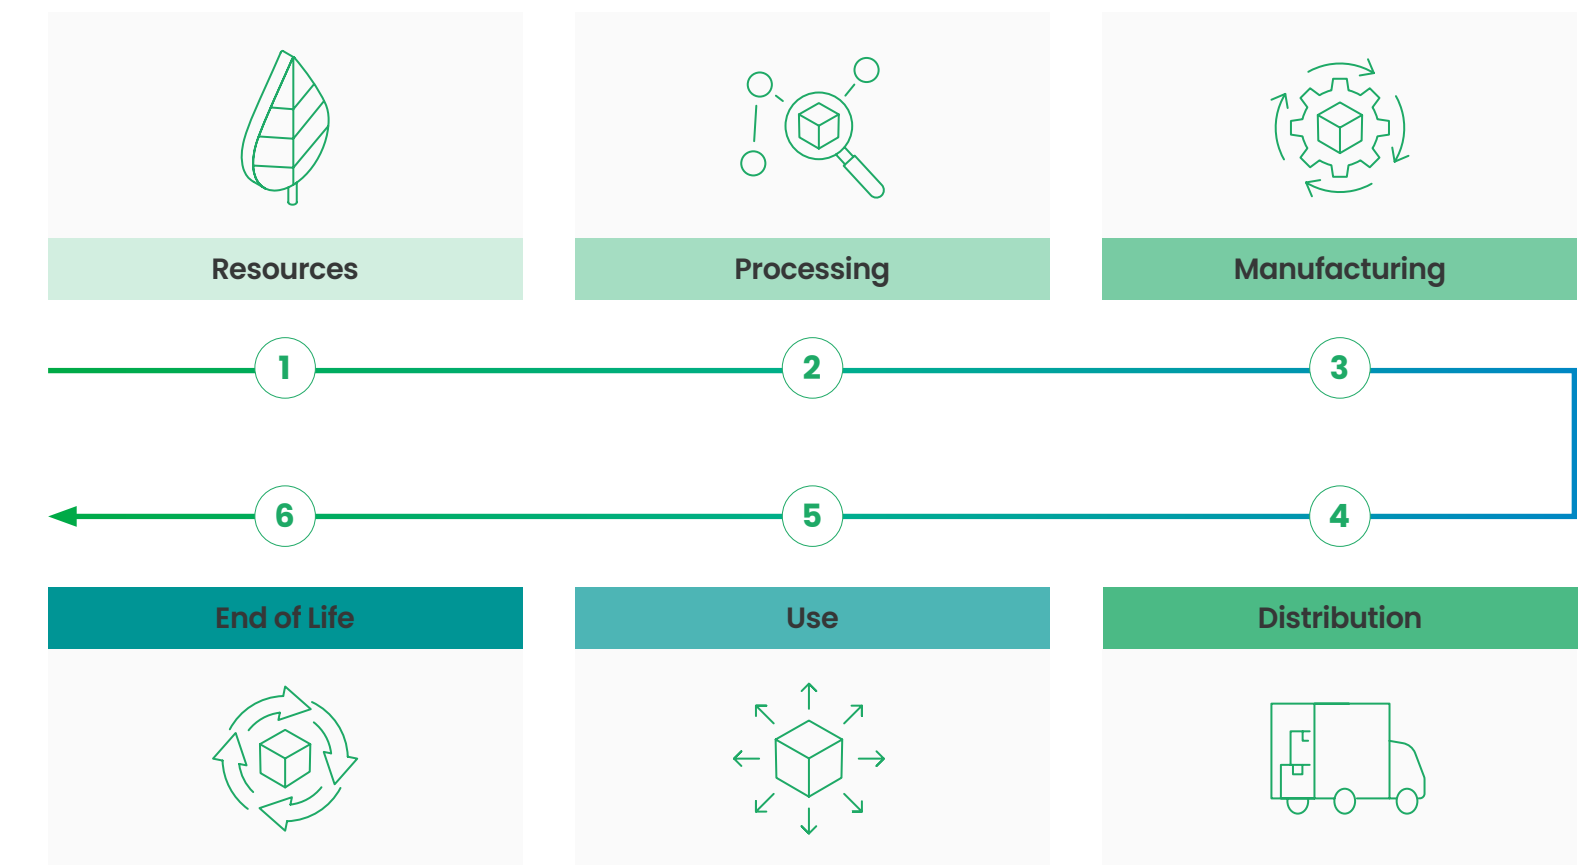 Resources
Processing
Manufacturing
1
2
3
6
5
4
End of Life
Use
Distribution